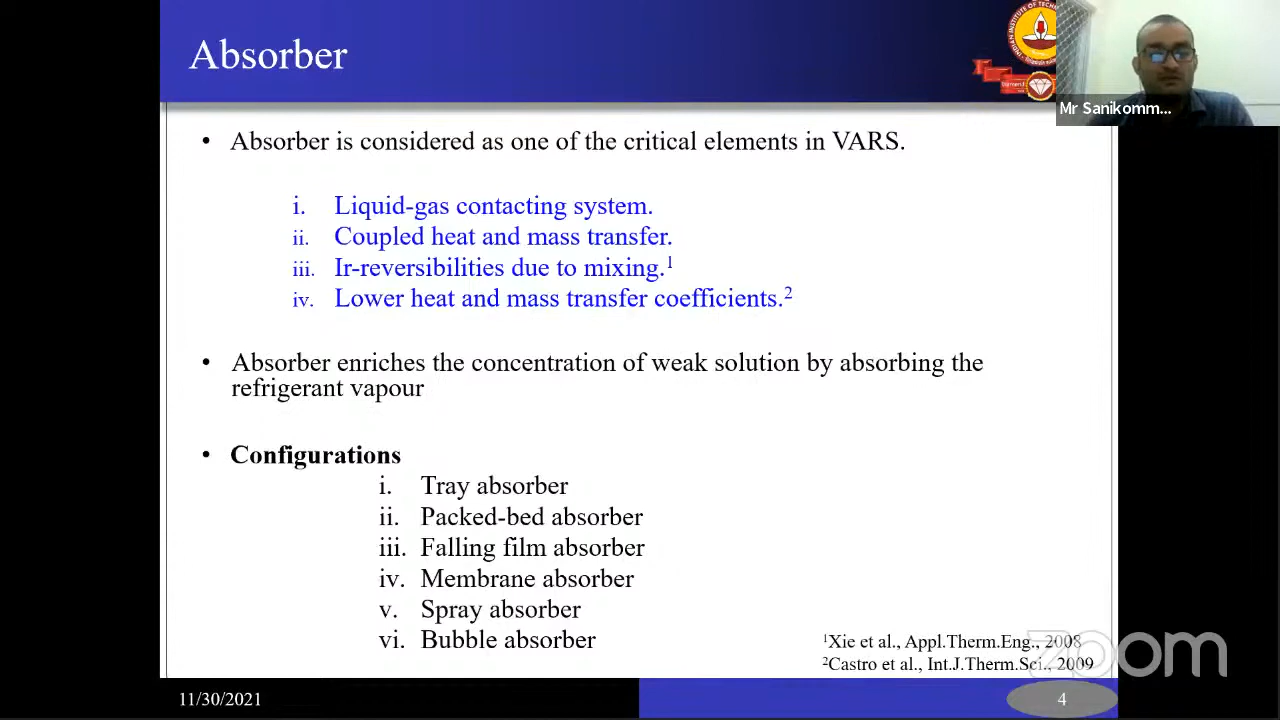 Absorber
Mr Sanikomm...
• Absorber is considered as one of the critical elements in VARS.
i. Liquid-gas contacting system.
ii. Coupled heat and mass transfer.
iii. Ir-reversibilities due to mixing.¹
iv. Lower heat and mass transfer coefficients.²
• Absorber enriches the concentration of weak solution by absorbing the
refrigerant vapour
• Configurations
i. Tray absorber
ii. Packed-bed absorber
iii. Falling film absorber
iv. Membrane absorber
v. Spray absorber
vi. Bubble absorber
¹Xie et al., Appl.Therm.Eng., 2008
²Castro et al., Int.J.Therm.Sci., 2009
zoom
11/30/2021
4